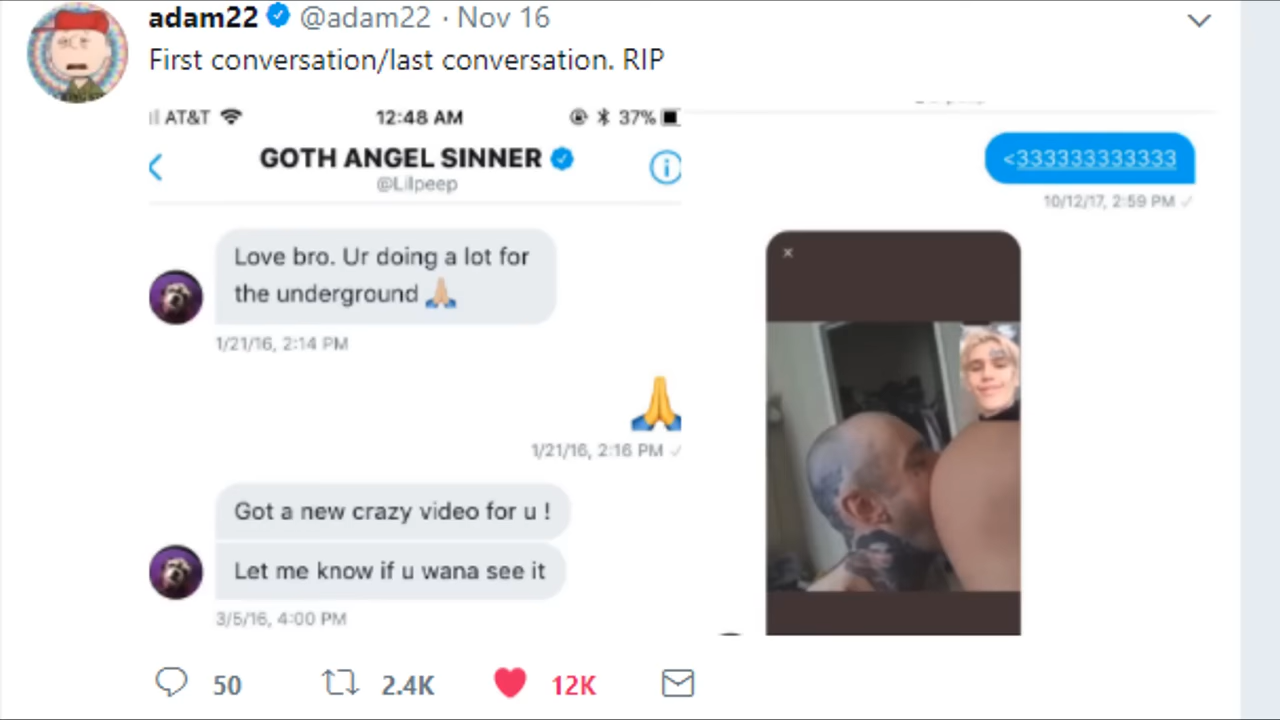 adam22 @adam22 · Nov 16
First conversation/last conversation. RIP
AT&T 12:48 AM 37%
GOTH ANGEL SINNER
@Lilpeep
Love bro. Ur doing a lot for
the underground 🙏🏼
1/21/16, 2:14 PM
🙏
1/21/16, 2:16 PM ✓
Got a new crazy video for u !
Let me know if u wana see it
3/5/16, 4:00 PM
<333333333333
10/12/17, 2:59 PM ✓
50 2.4K 12K